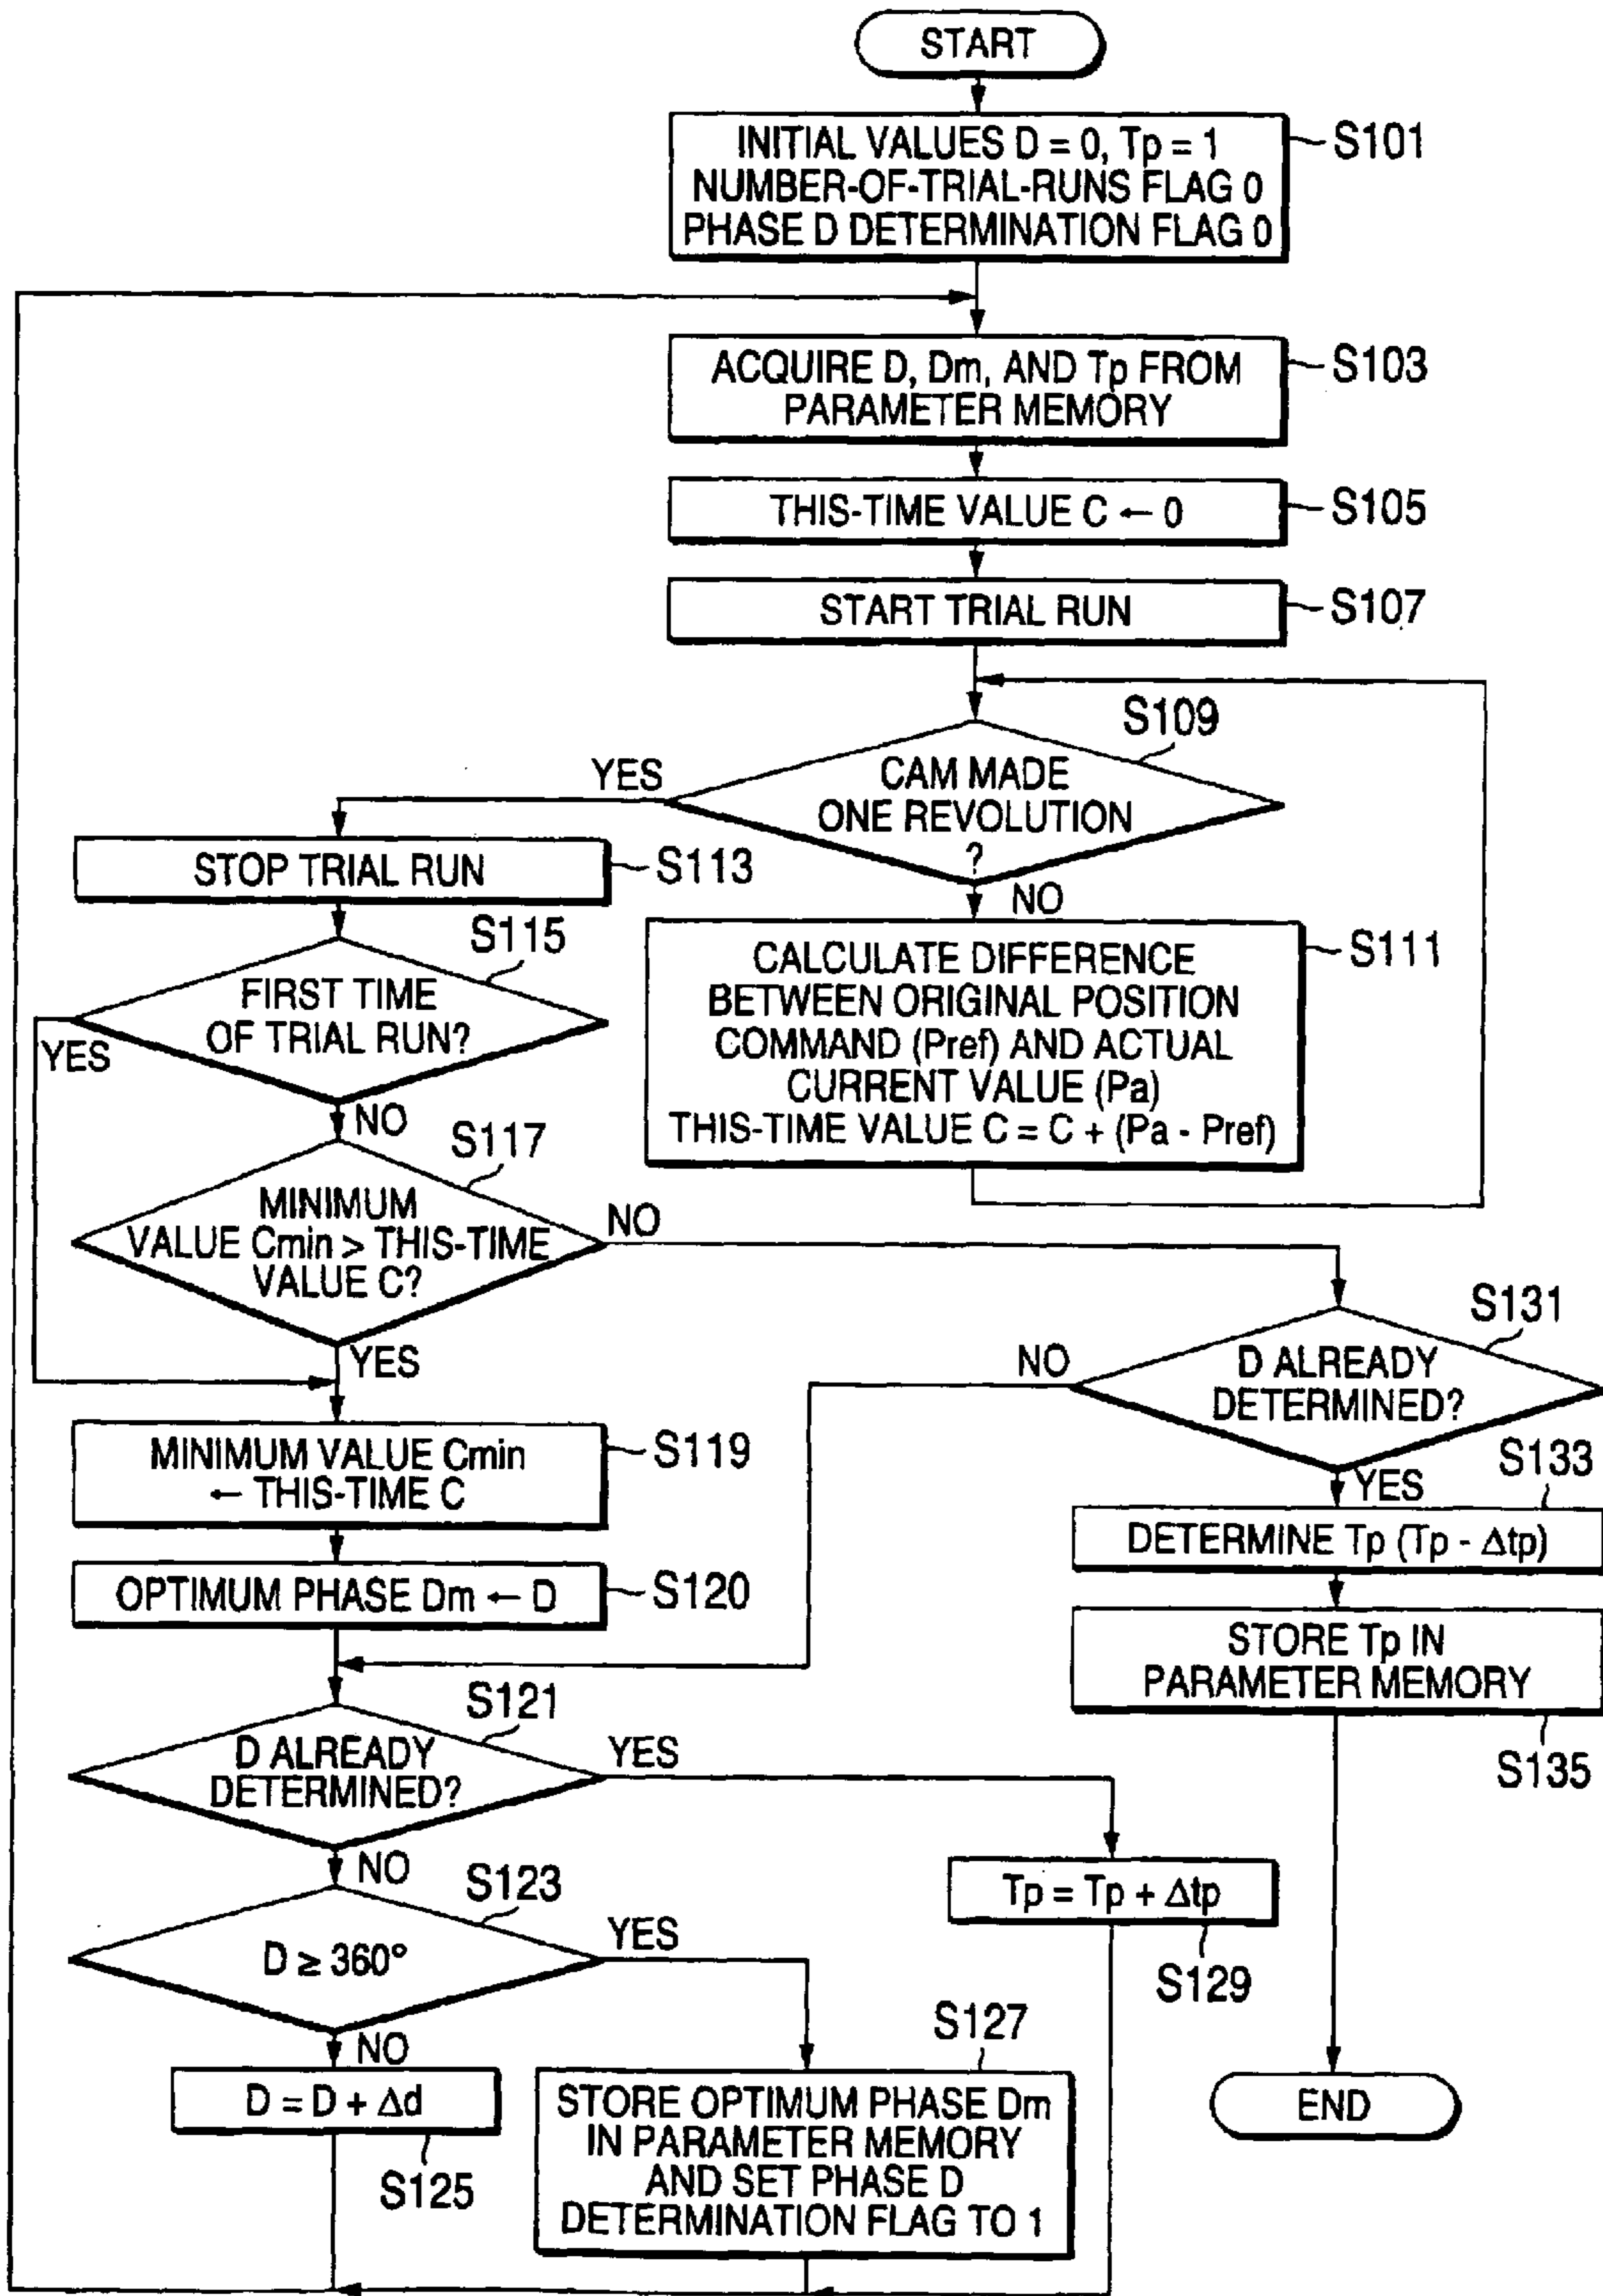 START
INITIAL VALUES D = 0, Tp = 1
NUMBER-OF-TRIAL-RUNS FLAG 0
PHASE D DETERMINATION FLAG 0
S101
ACQUIRE D, Dm, AND Tp FROM
PARAMETER MEMORY
S103
THIS-TIME VALUE C ← 0
S105
START TRIAL RUN
S107
S109
CAM MADE
ONE REVOLUTION
?
YES
NO
STOP TRIAL RUN
S113
CALCULATE DIFFERENCE
BETWEEN ORIGINAL POSITION
COMMAND (Pref) AND ACTUAL
CURRENT VALUE (Pa)
THIS-TIME VALUE C = C + (Pa - Pref)
S111
S115
FIRST TIME
OF TRIAL RUN?
YES
NO
S117
MINIMUM
VALUE Cmin > THIS-TIME
VALUE C?
NO
YES
S131
D ALREADY
DETERMINED?
NO
YES
MINIMUM VALUE Cmin
← THIS-TIME C
S119
S133
DETERMINE Tp (Tp - Δtp)
OPTIMUM PHASE Dm ← D
S120
STORE Tp IN
PARAMETER MEMORY
S135
S121
D ALREADY
DETERMINED?
YES
NO
Tp = Tp + Δtp
S129
S123
D ≥ 360°
YES
NO
D = D + Δd
S125
S127
STORE OPTIMUM PHASE Dm
IN PARAMETER MEMORY
AND SET PHASE D
DETERMINATION FLAG TO 1
END